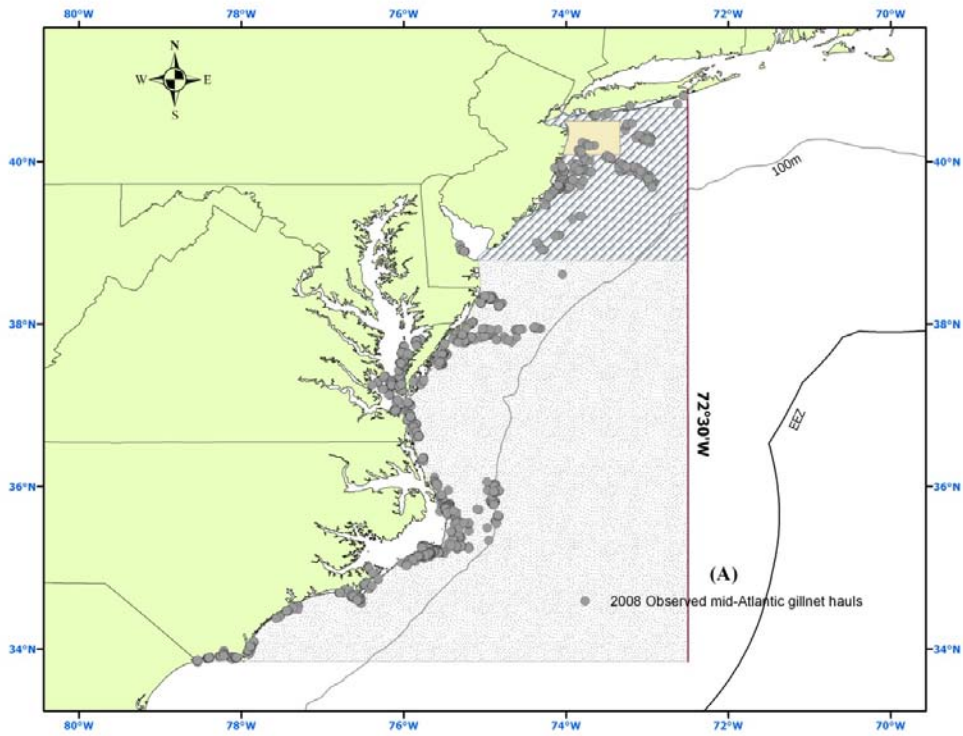 80°W 78°W 76°W 74°W 72°W 70°W
N
W E
S
40°N 40°N
100m
38°N 38°N
72°30'W
EEZ
36°N 36°N
(A)
2008 Observed mid-Atlantic gillnet hauls
34°N 34°N
80°W 78°W 76°W 74°W 72°W 70°W